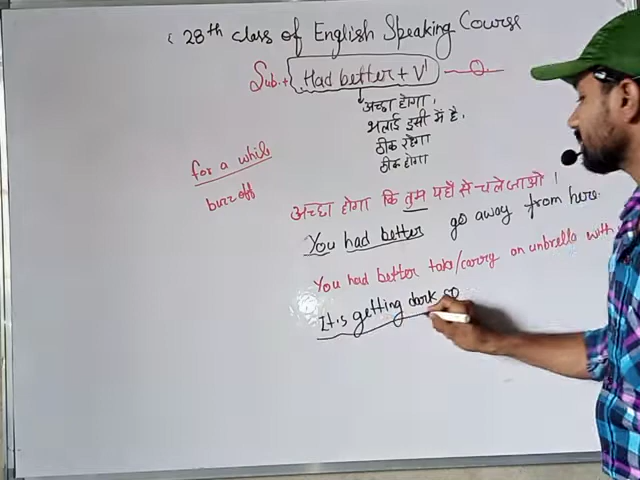 28th class of English Speaking Course
Sub. + Had better + V¹ O.
अच्छा होगा,
भलाई इसी में है,
ठीक रहेगा
ठीक होगा
for a while
buzz off
अच्छा होगा कि तुम यहाँ से चले जाओ ।
You had better go away from here.
You had better take/carry an unbrella with
It.s getting dark so